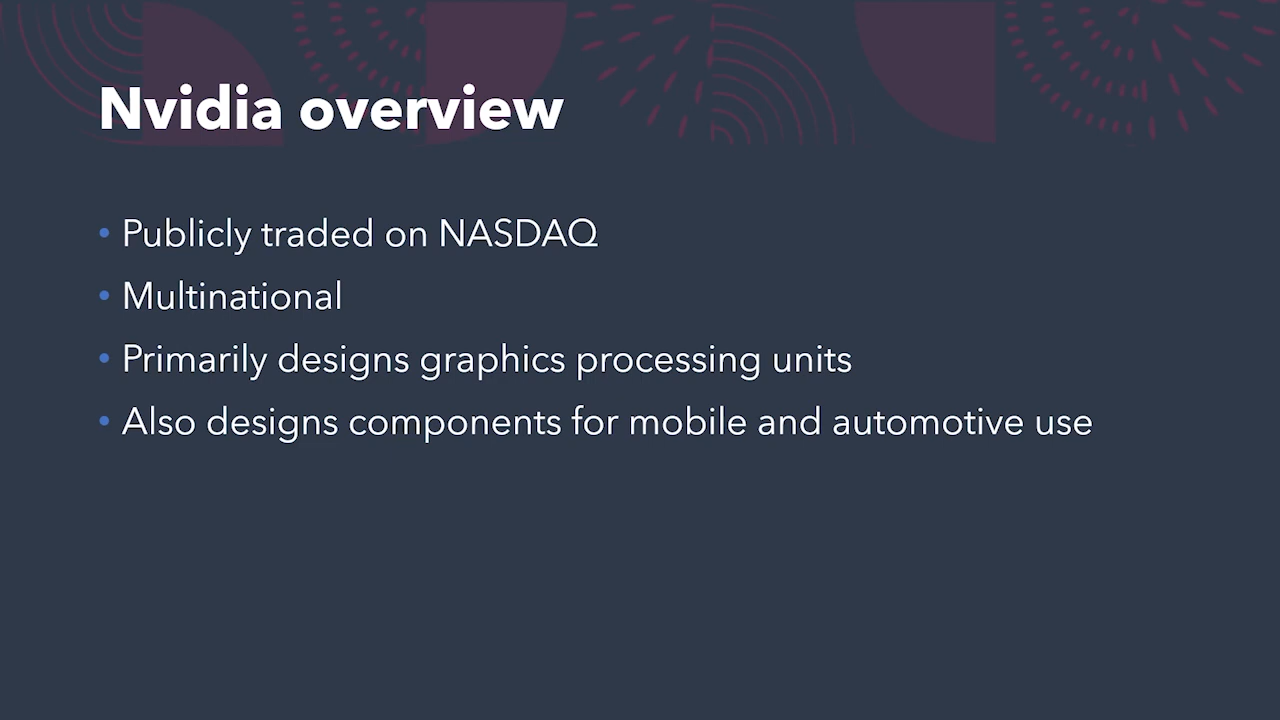 Nvidia overview
• Publicly traded on NASDAQ
• Multinational
• Primarily designs graphics processing units
• Also designs components for mobile and automotive use